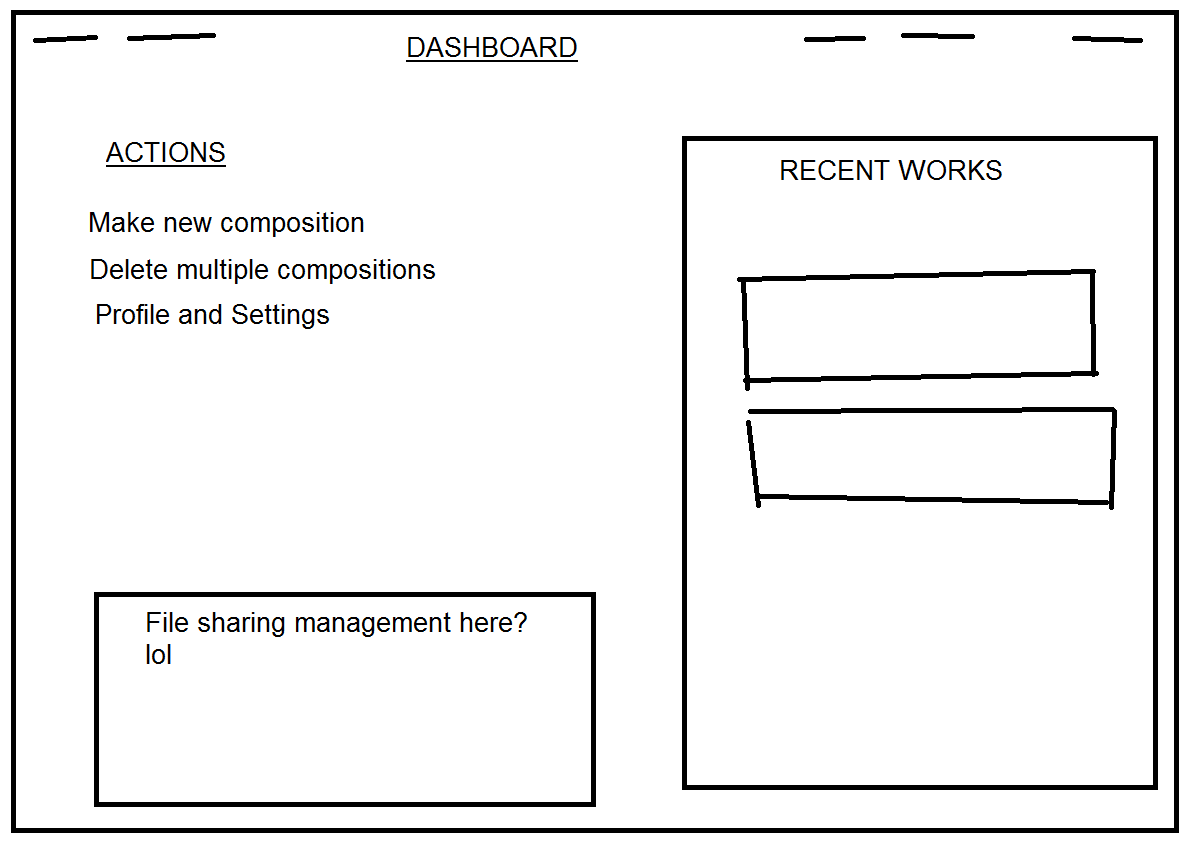 DASHBOARD
ACTIONS
Make new composition
Delete multiple compositions
Profile and Settings
RECENT WORKS
File sharing management here?
lol